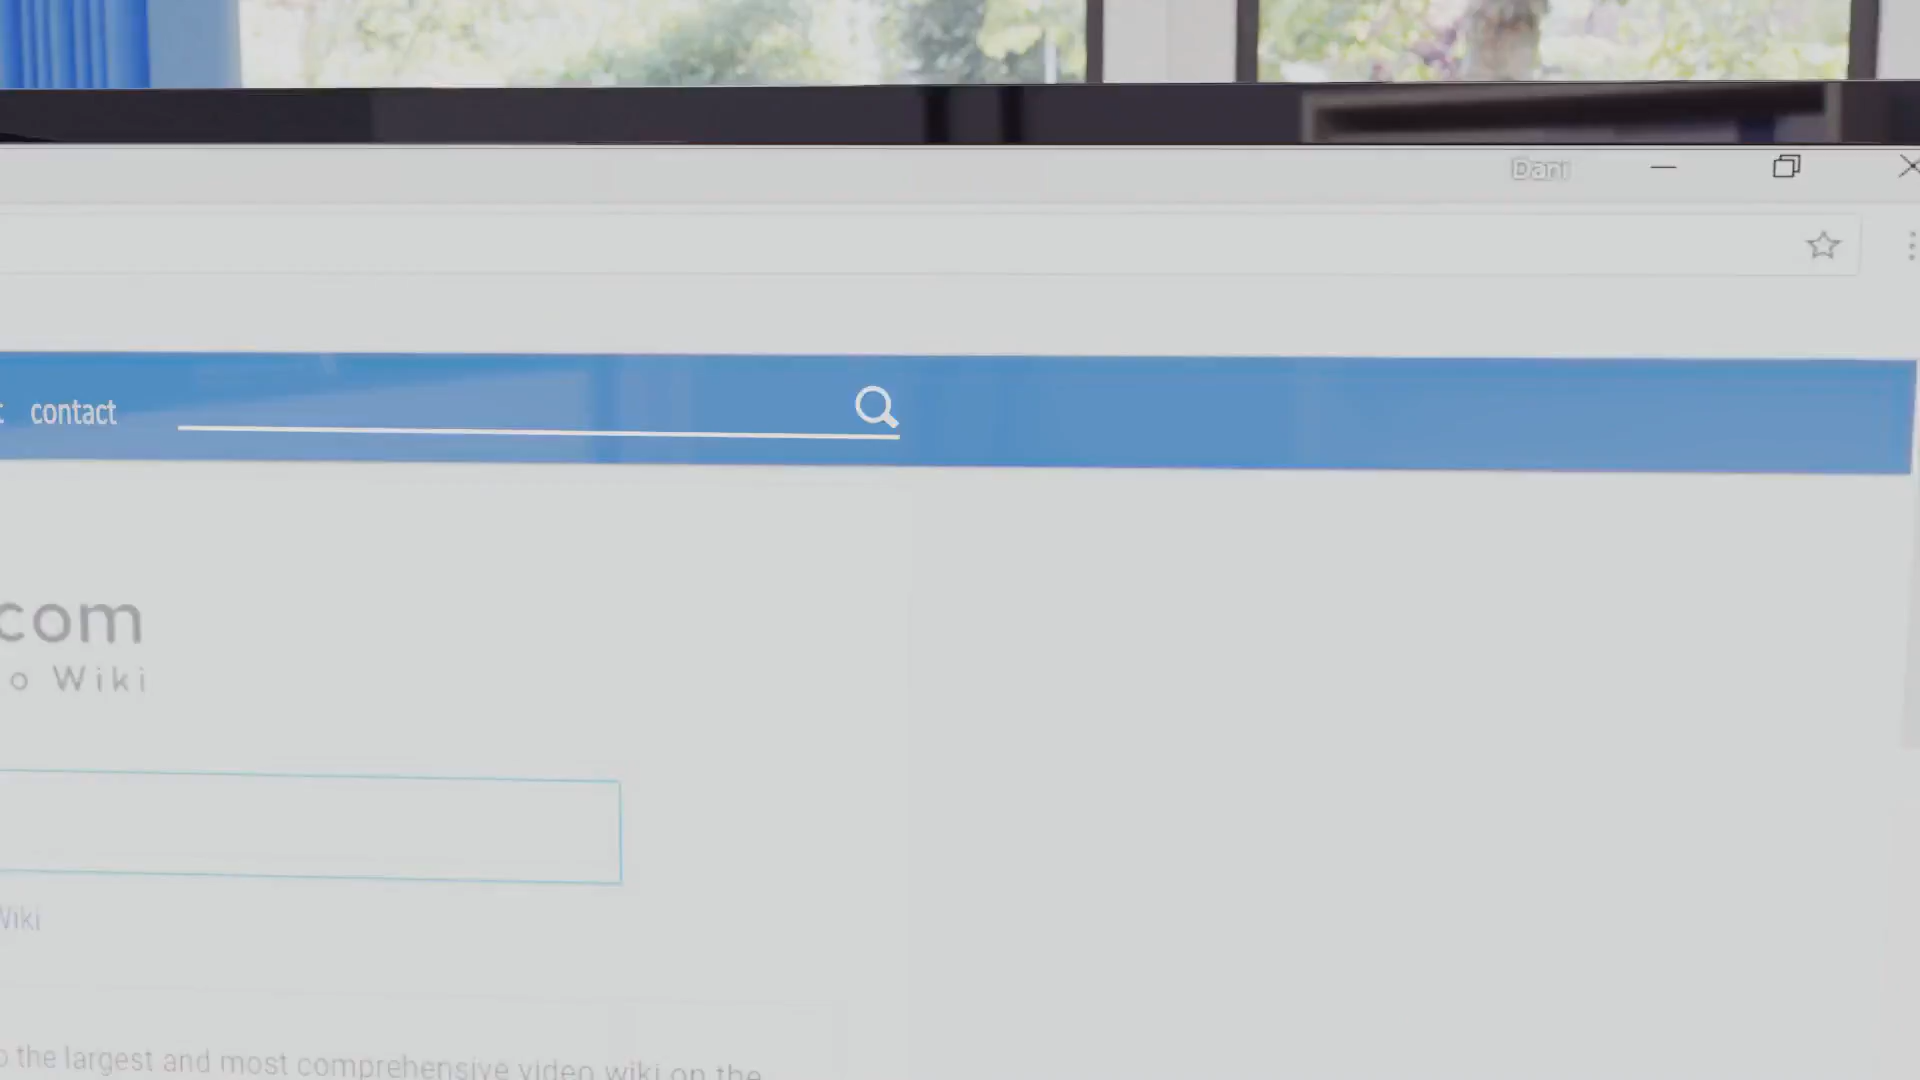 Dani
contact
com
o Wiki
Wiki
the largest and most comprehensive video wiki on the